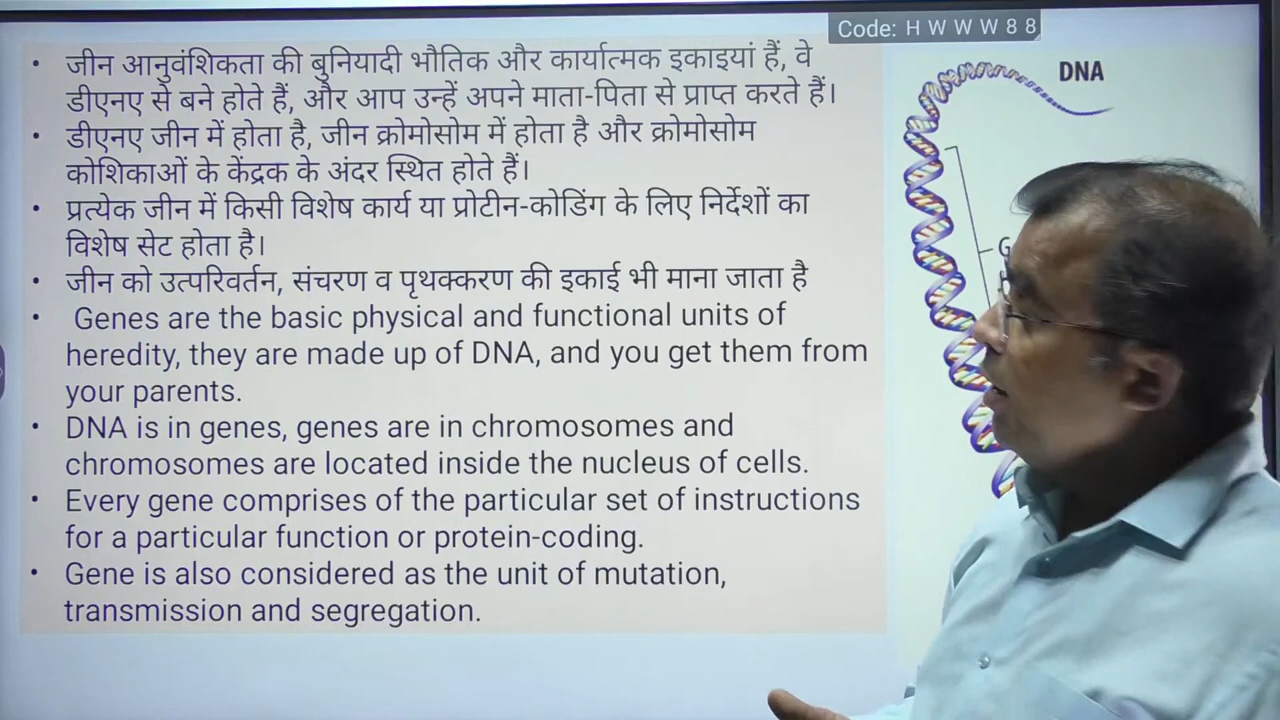 Code: H W W W 8 8
• जीन आनुवंशिकता की बुनियादी भौतिक और कार्यात्मक इकाइयां हैं, वे
डीएनए से बने होते हैं, और आप उन्हें अपने माता-पिता से प्राप्त करते हैं।
• डीएनए जीन में होता है, जीन क्रोमोसोम में होता है और क्रोमोसोम
कोशिकाओं के केंद्रक के अंदर स्थित होते हैं।
• प्रत्येक जीन में किसी विशेष कार्य या प्रोटीन-कोडिंग के लिए निर्देशों का
विशेष सेट होता है।
• जीन को उत्परिवर्तन, संचरण व पृथक्करण की इकाई भी माना जाता है
• Genes are the basic physical and functional units of
heredity, they are made up of DNA, and you get them from
your parents.
• DNA is in genes, genes are in chromosomes and
chromosomes are located inside the nucleus of cells.
• Every gene comprises of the particular set of instructions
for a particular function or protein-coding.
• Gene is also considered as the unit of mutation,
transmission and segregation.
DNA